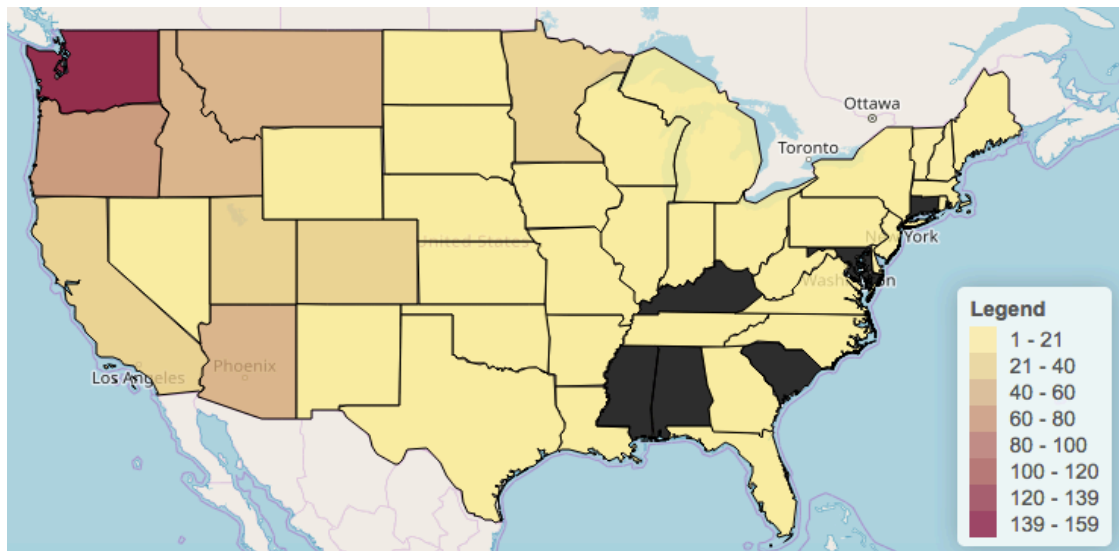 Ottawa
Toronto
United States
New York
Washington
Phoenix
Los Angeles
Legend
1 - 21
21 - 40
40 - 60
60 - 80
80 - 100
100 - 120
120 - 139
139 - 159